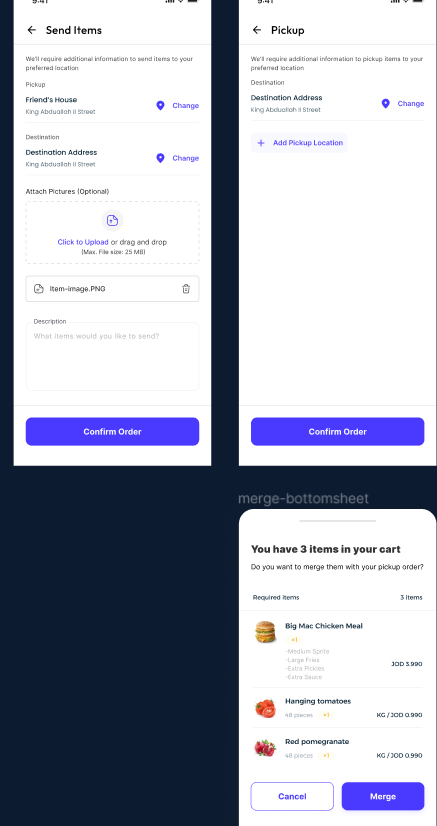 9:41
Send Items
We'll require additional information to send items to your
preferred location
Pickup
Friend's House
King Abduallah II Street
Change
Destination
Destination Address
King Abduallah II Street
Change
Attach Pictures (Optional)
Click to Upload or drag and drop
(Max. File size: 25 MB)
Item-image.PNG
Description
What items would you like to send?
Confirm Order
9:41
Pickup
We'll require additional information to pickup items to your
preferred location
Destination
Destination Address
King Abduallah II Street
Change
+ Add Pickup Location
Confirm Order
merge-bottomsheet
You have 3 items in your cart
Do you want to merge them with your pickup order?
Required items 3 items
Big Mac Chicken Meal
×1
-Medium Sprite
-Large Fries
-Extra Pickles
-Extra Sauce
JOD 3.990
Hanging tomatoes
48 pieces ×1 KG / JOD 0.990
Red pomegranate
48 pieces ×1 KG / JOD 0.990
Cancel Merge